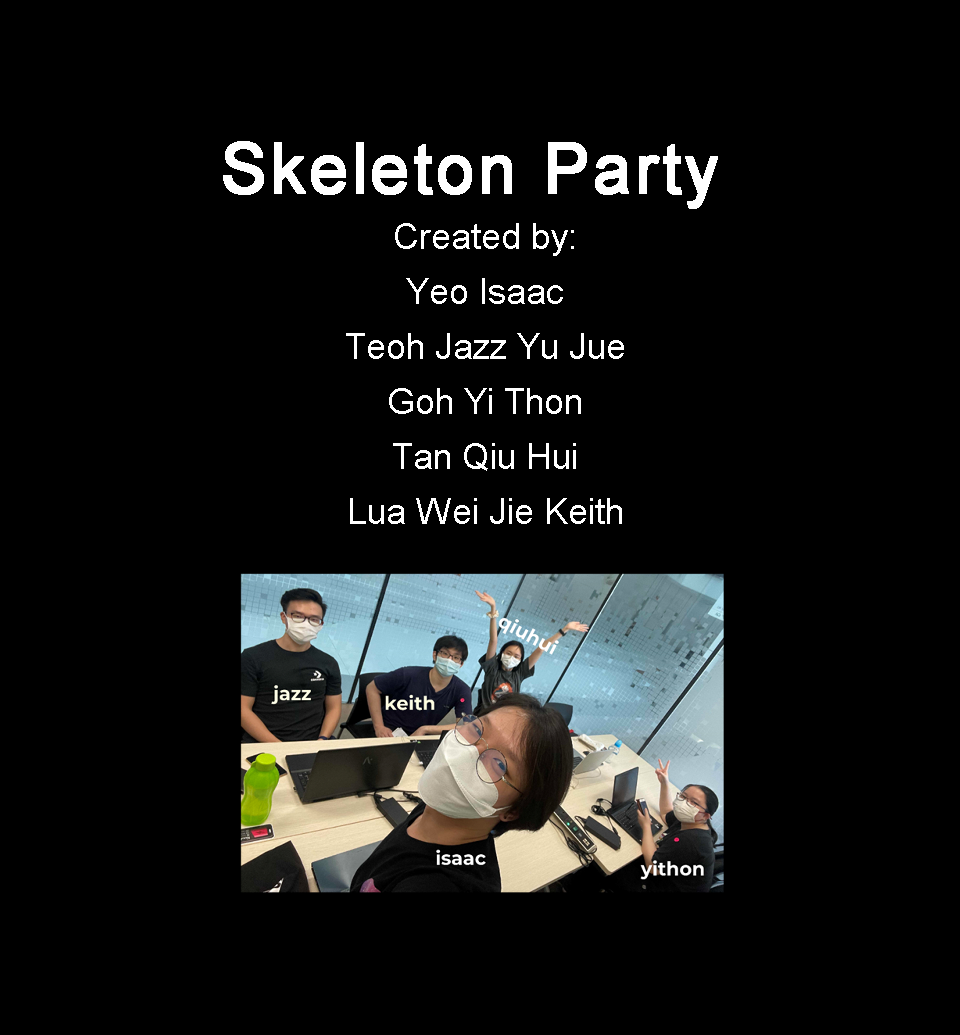 Skeleton Party
Created by:
Yeo Isaac
Teoh Jazz Yu Jue
Goh Yi Thon
Tan Qiu Hui
Lua Wei Jie Keith
qiuhui
jazz
keith
isaac
yithon